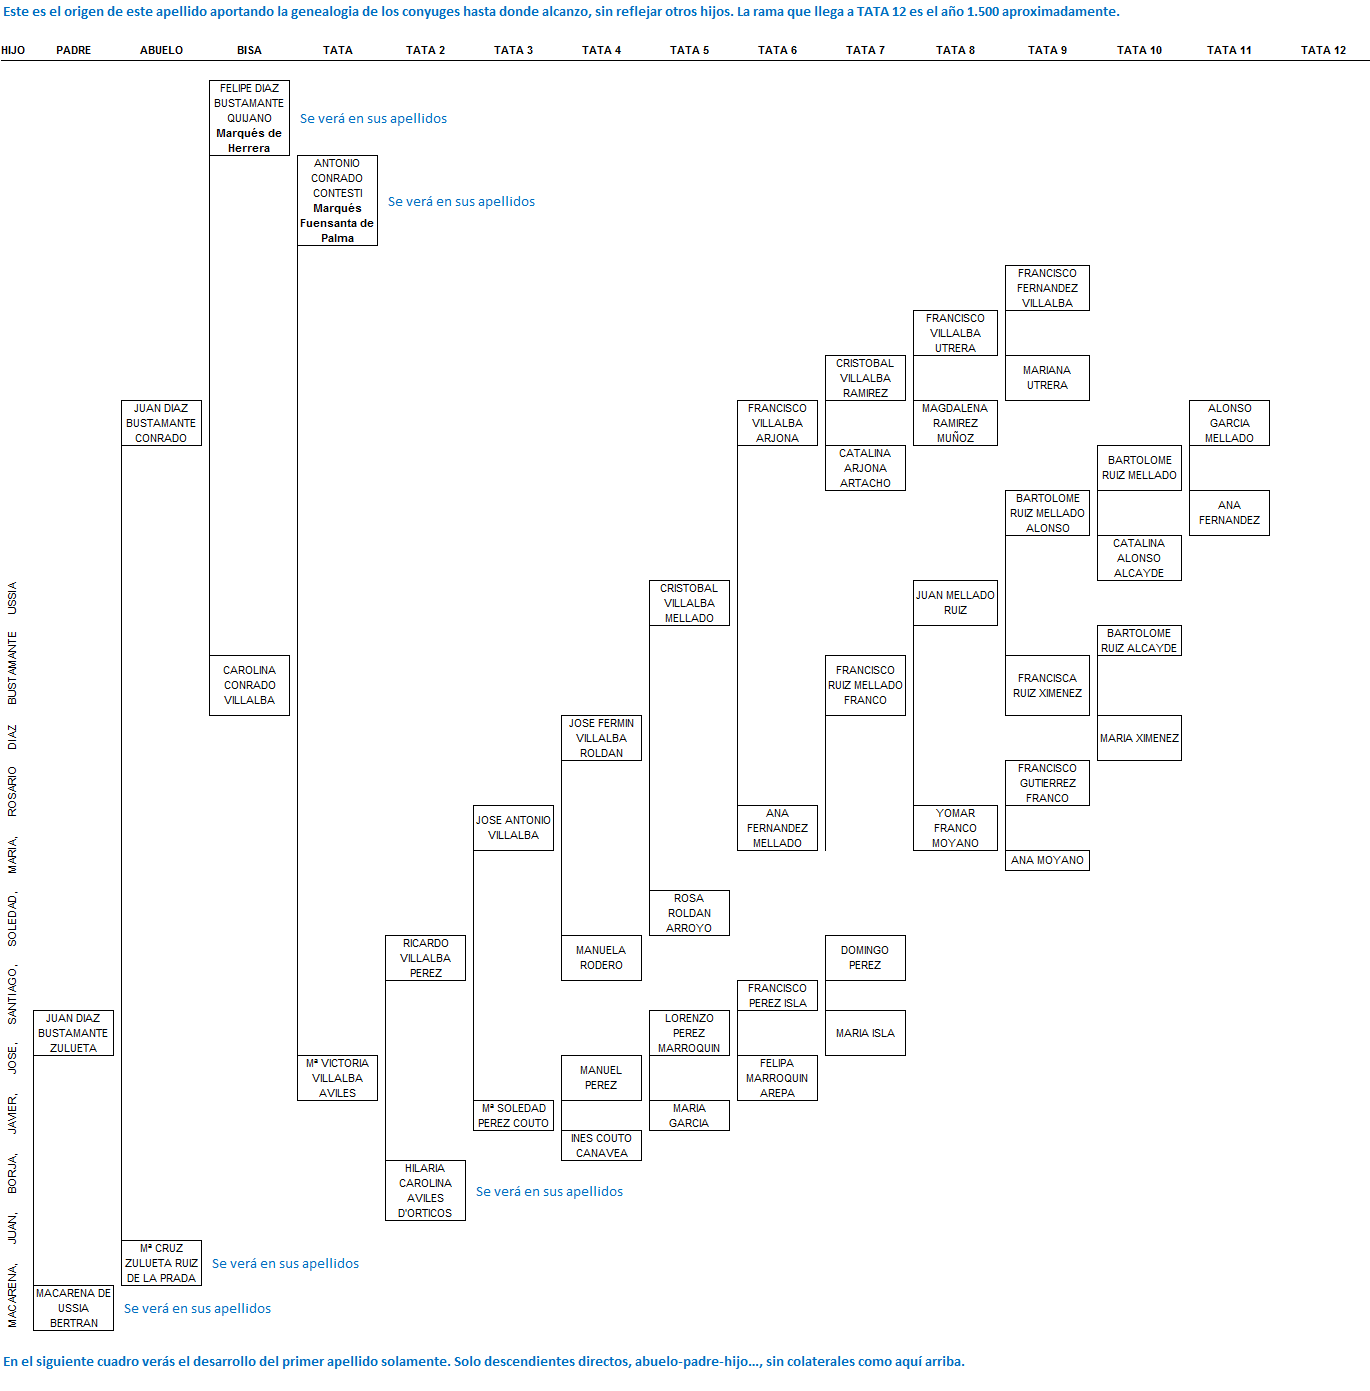 Este es el origen de este apellido aportando la genealogia de los conyuges hasta donde alcanzo, sin reflejar otros hijos. La rama que llega a TATA 12 es el año 1.500 aproximadamente.
HIJO PADRE ABUELO BISA TATA TATA 2 TATA 3 TATA 4 TATA 5 TATA 6 TATA 7 TATA 8 TATA 9 TATA 10 TATA 11 TATA 12
FELIPE DIAZ
BUSTAMANTE
QUIJANO
Marqués de
Herrera
Se verá en sus apellidos
ANTONIO
CONRADO
CONTESTI
Marqués
Fuensanta de
Palma
Se verá en sus apellidos
FRANCISCO
FERNANDEZ
VILLALBA
FRANCISCO
VILLALBA
UTRERA
CRISTOBAL
VILLALBA
RAMIREZ
MARIANA
UTRERA
JUAN DIAZ
BUSTAMANTE
CONRADO
FRANCISCO
VILLALBA
ARJONA
MAGDALENA
RAMIREZ
MUÑOZ
ALONSO
GARCIA
MELLADO
CATALINA
ARJONA
ARTACHO
BARTOLOME
RUIZ MELLADO
BARTOLOME
RUIZ MELLADO
ALONSO
ANA
FERNANDEZ
CATALINA
ALONSO
ALCAYDE
CRISTOBAL
VILLALBA
MELLADO
JUAN MELLADO
RUIZ
BARTOLOME
RUIZ ALCAYDE
CAROLINA
CONRADO
VILLALBA
FRANCISCO
RUIZ MELLADO
FRANCO
FRANCISCA
RUIZ XIMENEZ
JOSE FERMIN
VILLALBA
ROLDAN
MARIA XIMENEZ
FRANCISCO
GUTIERREZ
FRANCO
JOSE ANTONIO
VILLALBA
ANA
FERNANDEZ
MELLADO
YOMAR
FRANCO
MOYANO
ANA MOYANO
ROSA
ROLDAN
ARROYO
RICARDO
VILLALBA
PEREZ
MANUELA
RODERO
DOMINGO
PEREZ
FRANCISCO
PEREZ ISLA
JUAN DIAZ
BUSTAMANTE
ZULUETA
LORENZO
PEREZ
MARROQUIN
MARIA ISLA
Mª VICTORIA
VILLALBA
AVILES
MANUEL
PEREZ
FELIPA
MARROQUIN
AREPA
Mª SOLEDAD
PEREZ COUTO
MARIA
GARCIA
INES COUTO
CANAVEA
HILARIA
CAROLINA
AVILES
D'ORTICOS
Se verá en sus apellidos
Mª CRUZ
ZULUETA RUIZ
DE LA PRADA
Se verá en sus apellidos
MACARENA DE
USSIA
BERTRAN
Se verá en sus apellidos
MACARENA, JUAN, BORJA, JAVIER, JOSE, SANTIAGO, SOLEDAD, MARIA, ROSARIO DIAZ BUSTAMANTE USSIA
En el siguiente cuadro verás el desarrollo del primer apellido solamente. Solo descendientes directos, abuelo-padre-hijo..., sin colaterales como aquí arriba.